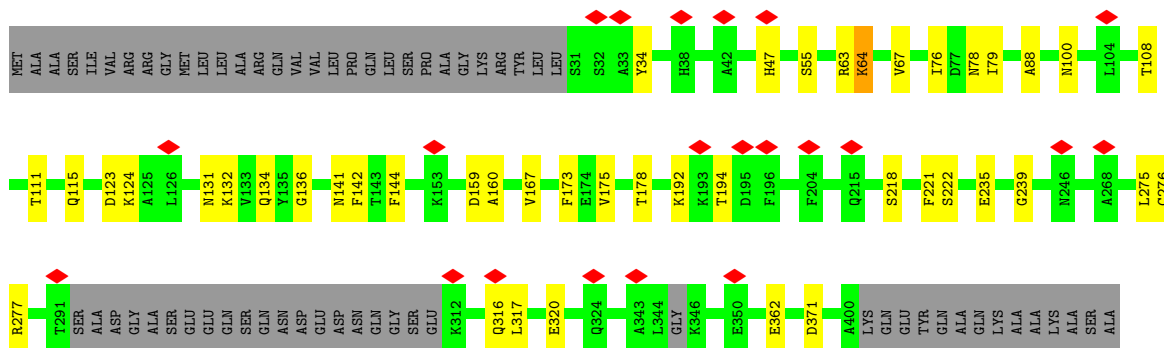 MET ALA ALA SER ILE VAL ARG ARG GLY MET LEU LEU ALA ARG GLN VAL VAL LEU PRO GLN LEU SER PRO ALA GLY LYS ARG TYR LEU LEU S31 S32 A33 Y34 H38 A42 H47 S55 R63 K64 V67 I76 D77 N78 I79 A88 N100 L104 T108
T111 Q115 D123 K124 A125 L126 N131 K132 V133 Q134 Y135 G136 N141 F142 T143 F144 K153 D159 A160 V167 F173 E174 V175 T178 K192 K193 T194 D195 F196 F204 Q215 S218 F221 S222 E235 G239 N246 A268 L275
R277 T291 SER ALA ASP GLY ALA SER GLU GLU GLN SER GLN ASN ASP GLU ASP ASN GLN GLY SER GLU K312 Q316 L317 E320 Q324 A343 L344 GLY K346 E350 E362 D371 A400 LYS GLN GLU TYR GLN ALA GLN LYS ALA ALA LYS ALA SER ALA